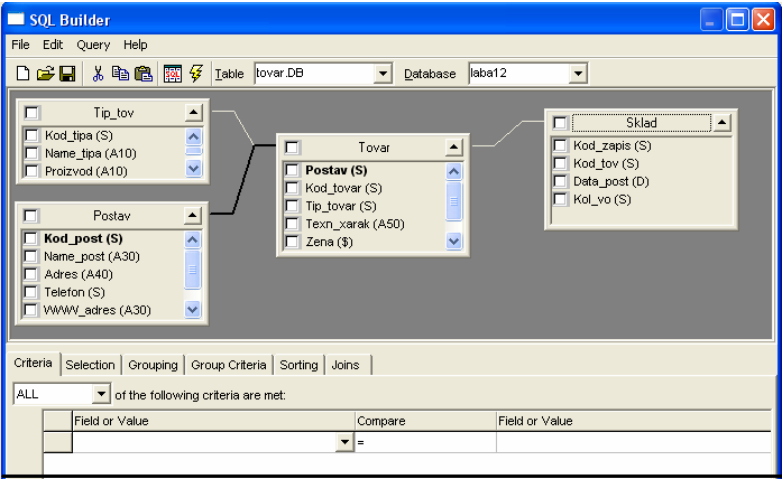 SQL Builder
File Edit Query Help
SQL Table tovar.DB Database laba12
Tip_tov
Kod_tipa (S)
Name_tipa (A10)
Proizvod (A10)
Postav
Kod_post (S)
Name_post (A30)
Adres (A40)
Telefon (S)
WWW_adres (A30)
Tovar
Postav (S)
Kod_tovar (S)
Tip_tovar (S)
Texn_xarak (A50)
Zena ($)
Sklad
Kod_zapis (S)
Kod_tov (S)
Data_post (D)
Kol_vo (S)
Criteria Selection Grouping Group Criteria Sorting Joins
ALL of the following criteria are met:
Field or Value Compare Field or Value
=